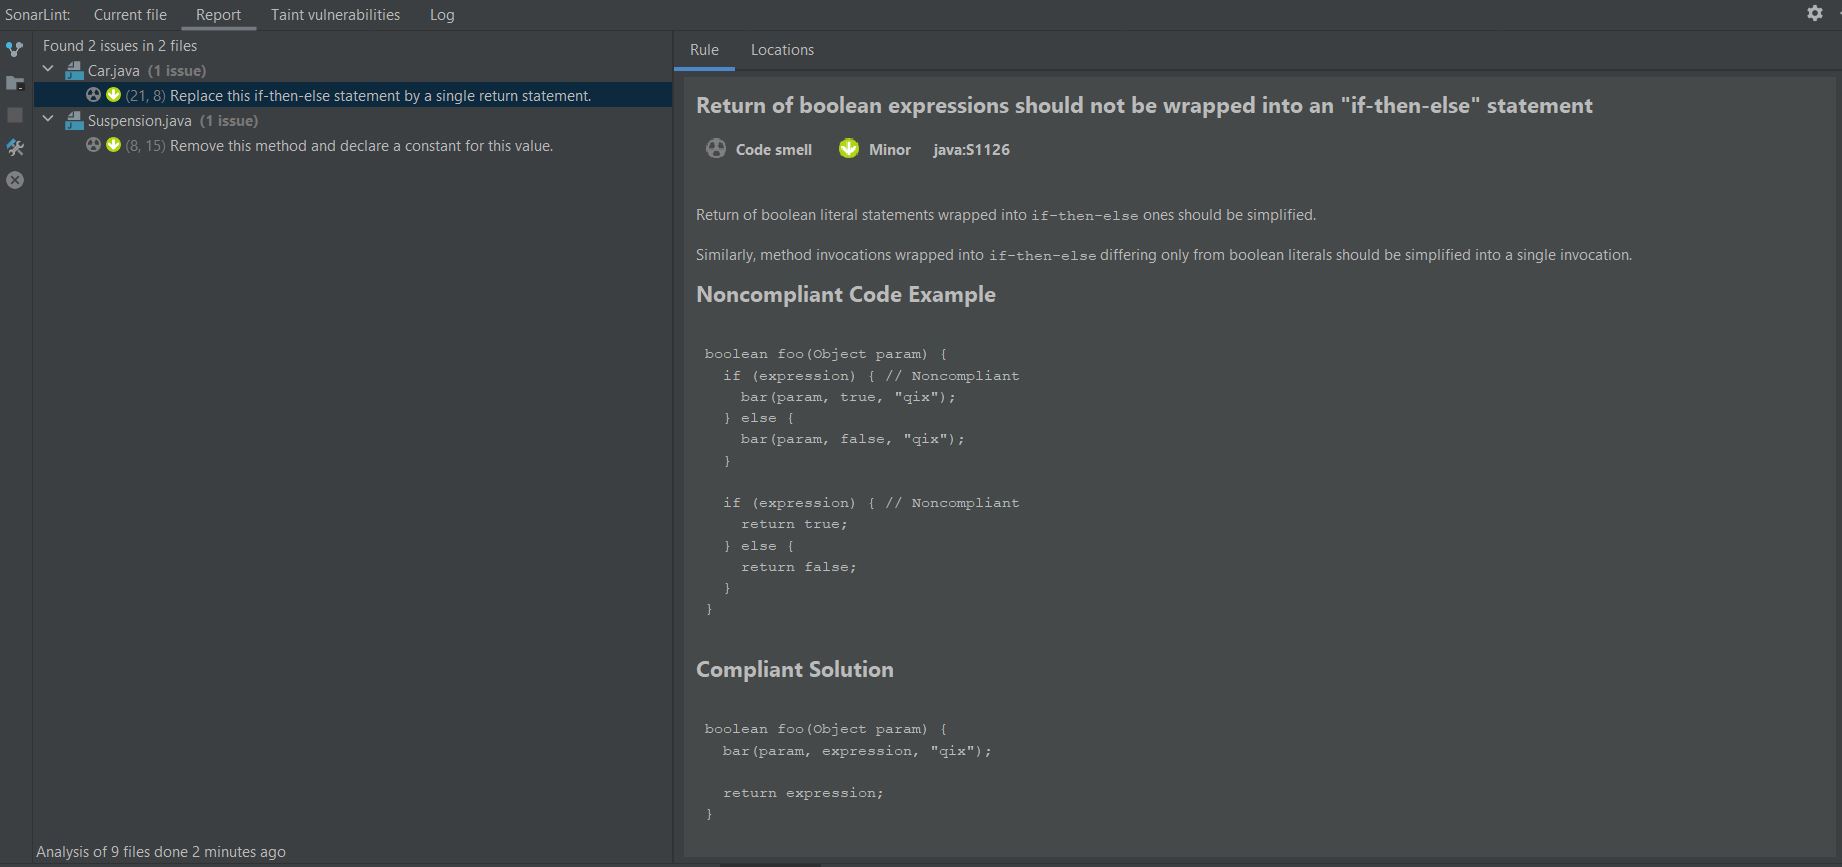 SonarLint: Current file Report Taint vulnerabilities Log
Found 2 issues in 2 files
Car.java (1 issue)
(21, 8) Replace this if-then-else statement by a single return statement.
Suspension.java (1 issue)
(8, 15) Remove this method and declare a constant for this value.
Analysis of 9 files done 2 minutes ago
Rule Locations
Return of boolean expressions should not be wrapped into an "if-then-else" statement
Code smell Minor java:S1126
Return of boolean literal statements wrapped into if-then-else ones should be simplified.
Similarly, method invocations wrapped into if-then-else differing only from boolean literals should be simplified into a single invocation.
Noncompliant Code Example
boolean foo(Object param) {
if (expression) { // Noncompliant
bar(param, true, "qix");
} else {
bar(param, false, "qix");
}
if (expression) { // Noncompliant
return true;
} else {
return false;
}
}
Compliant Solution
boolean foo(Object param) {
bar(param, expression, "qix");
return expression;
}